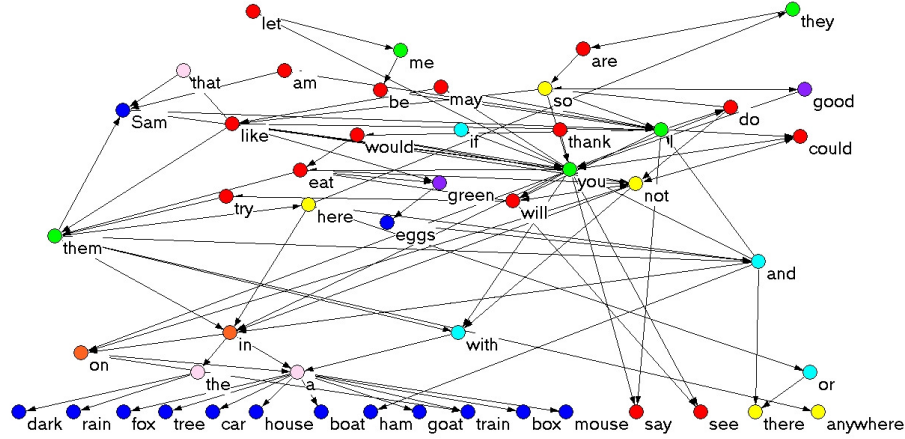 let
they
me
are
that
am
be
may
so
good
Sam
do
like
would
if
thank
I
could
eat
green
you
not
try
here
will
eggs
them
and
in
with
on
the
a
or
dark rain fox tree car house boat ham goat train box mouse say see there anywhere